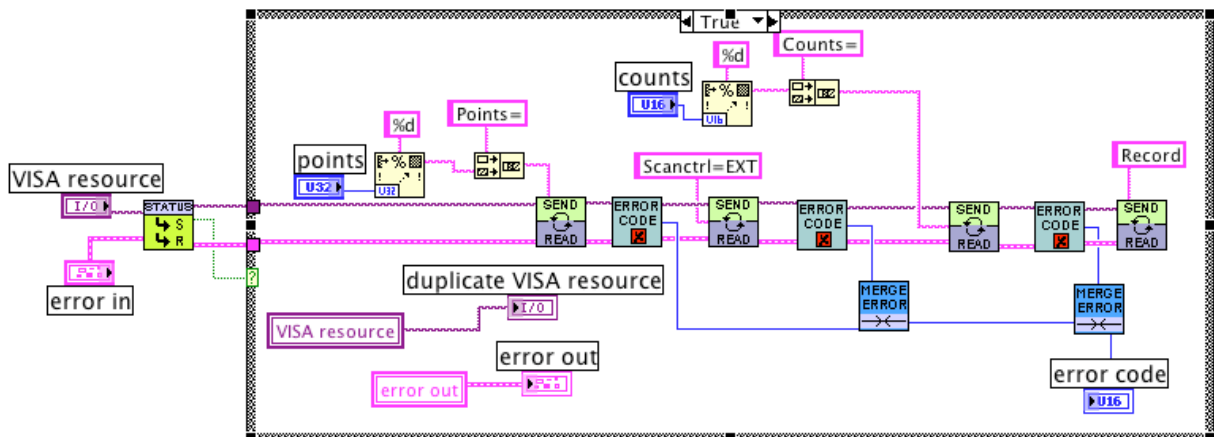 True
%d
Counts=
counts
U16
U16
%d
Points=
points
U32
U32
Scanctrl=EXT
Record
VISA resource
I/O
STATUS
S
R
error in
?
SEND
READ
ERROR
CODE
SEND
READ
ERROR
CODE
SEND
READ
ERROR
CODE
SEND
READ
duplicate VISA resource
I/O
VISA resource
MERGE
ERROR
MERGE
ERROR
error out
error out
error code
U16